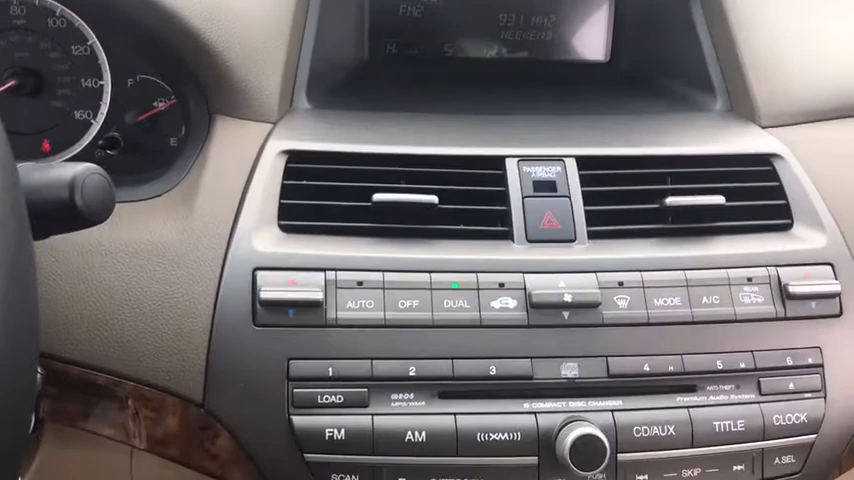 80
100
120
140
160
F
E
FM2
93.1 MHZ
WEEKEND
PASSENGER
AIRBAG
AUTO
OFF
DUAL
MODE
A/C
REAR
1
2
3
4
5
6
LOAD
6 COMPACT DISC CHANGER
ANTI-THEFT
Premium Audio System
FM
AM
((XM))
CD/AUX
TITLE
CLOCK
SCAN
PUSH
SKIP
A.SEL